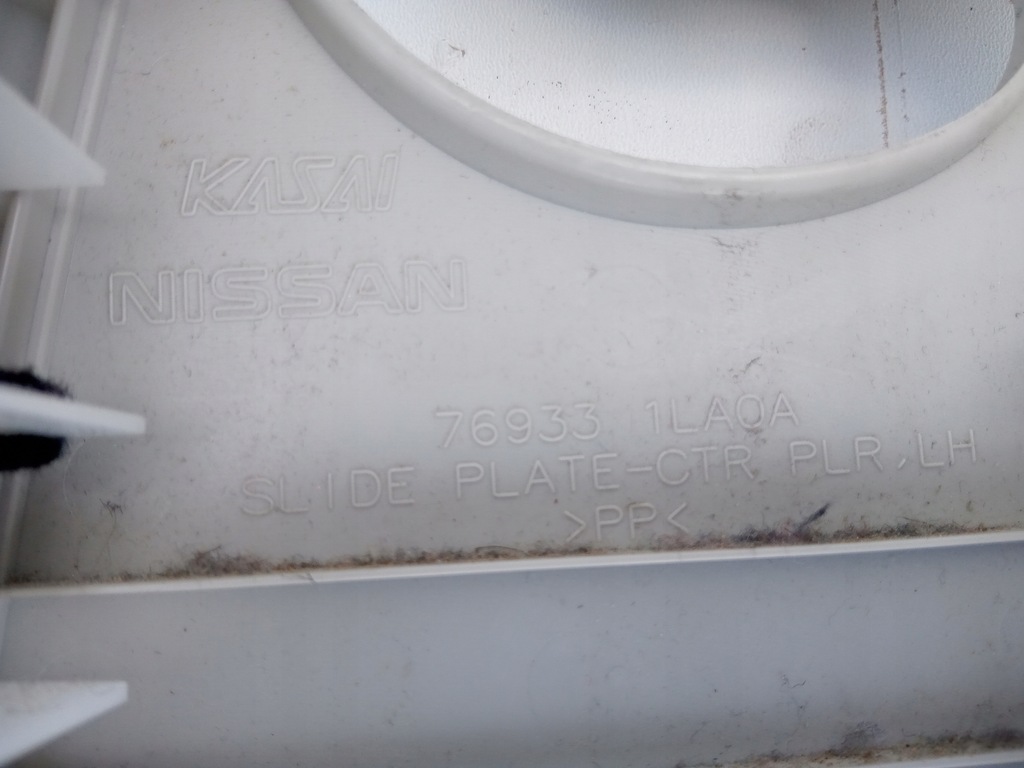 KASAI
NISSAN
76933 1LA0A
SLIDE PLATE-CTR PLR,LH
>PP<